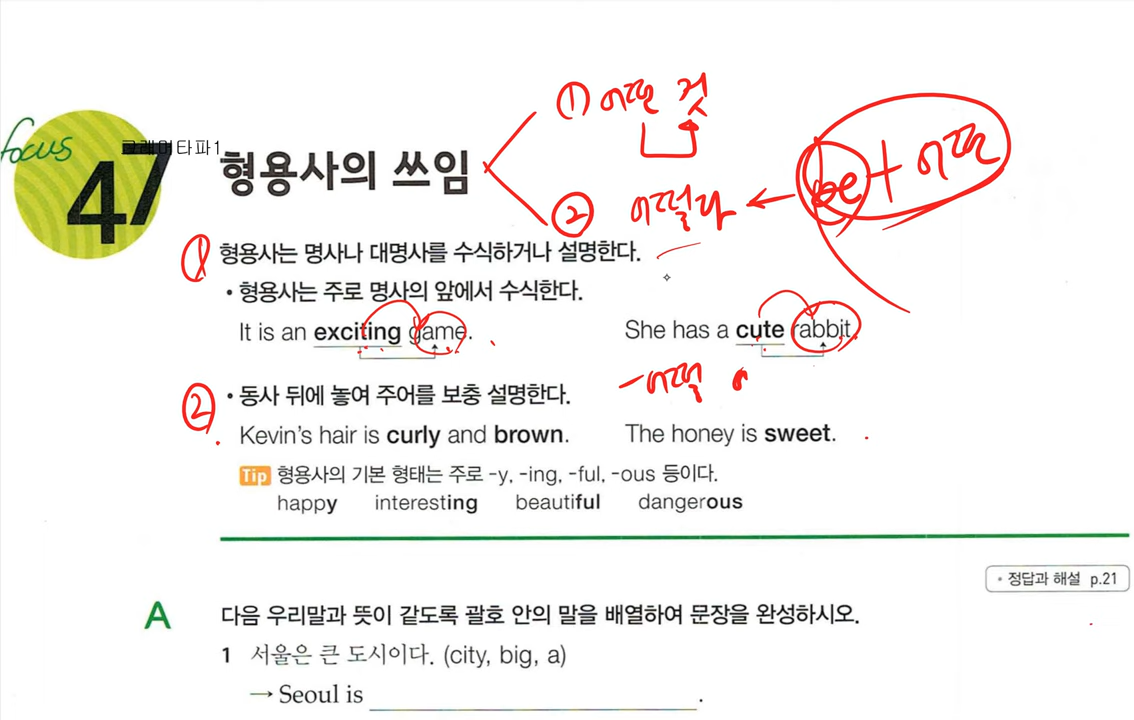 ① 어떤 것
focus
그래머타파1
47 형용사의 쓰임
② 어떻다 ← be + 어떤
① 형용사는 명사나 대명사를 수식하거나 설명한다.
• 형용사는 주로 명사의 앞에서 수식한다.
It is an exciting game. She has a cute rabbit.
② • 동사 뒤에 놓여 주어를 보충 설명한다.
Kevin's hair is curly and brown. The honey is sweet.
Tip 형용사의 기본 형태는 주로 -y, -ing, -ful, -ous 등이다.
happy interesting beautiful dangerous
• 정답과 해설 p.21
A 다음 우리말과 뜻이 같도록 괄호 안의 말을 배열하여 문장을 완성하시오.
1 서울은 큰 도시이다. (city, big, a)
→ Seoul is .